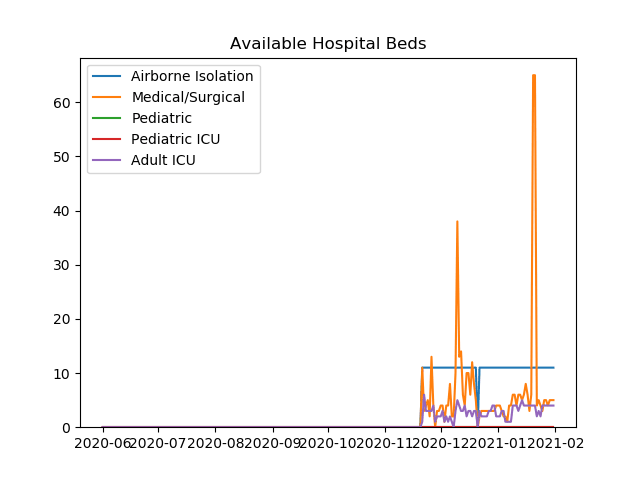 Available Hospital Beds
Airborne Isolation
Medical/Surgical
Pediatric
Pediatric ICU
Adult ICU
60
50
40
30
20
10
0
2020-06 2020-07 2020-08 2020-09 2020-10 2020-11 2020-12 2021-01 2021-02